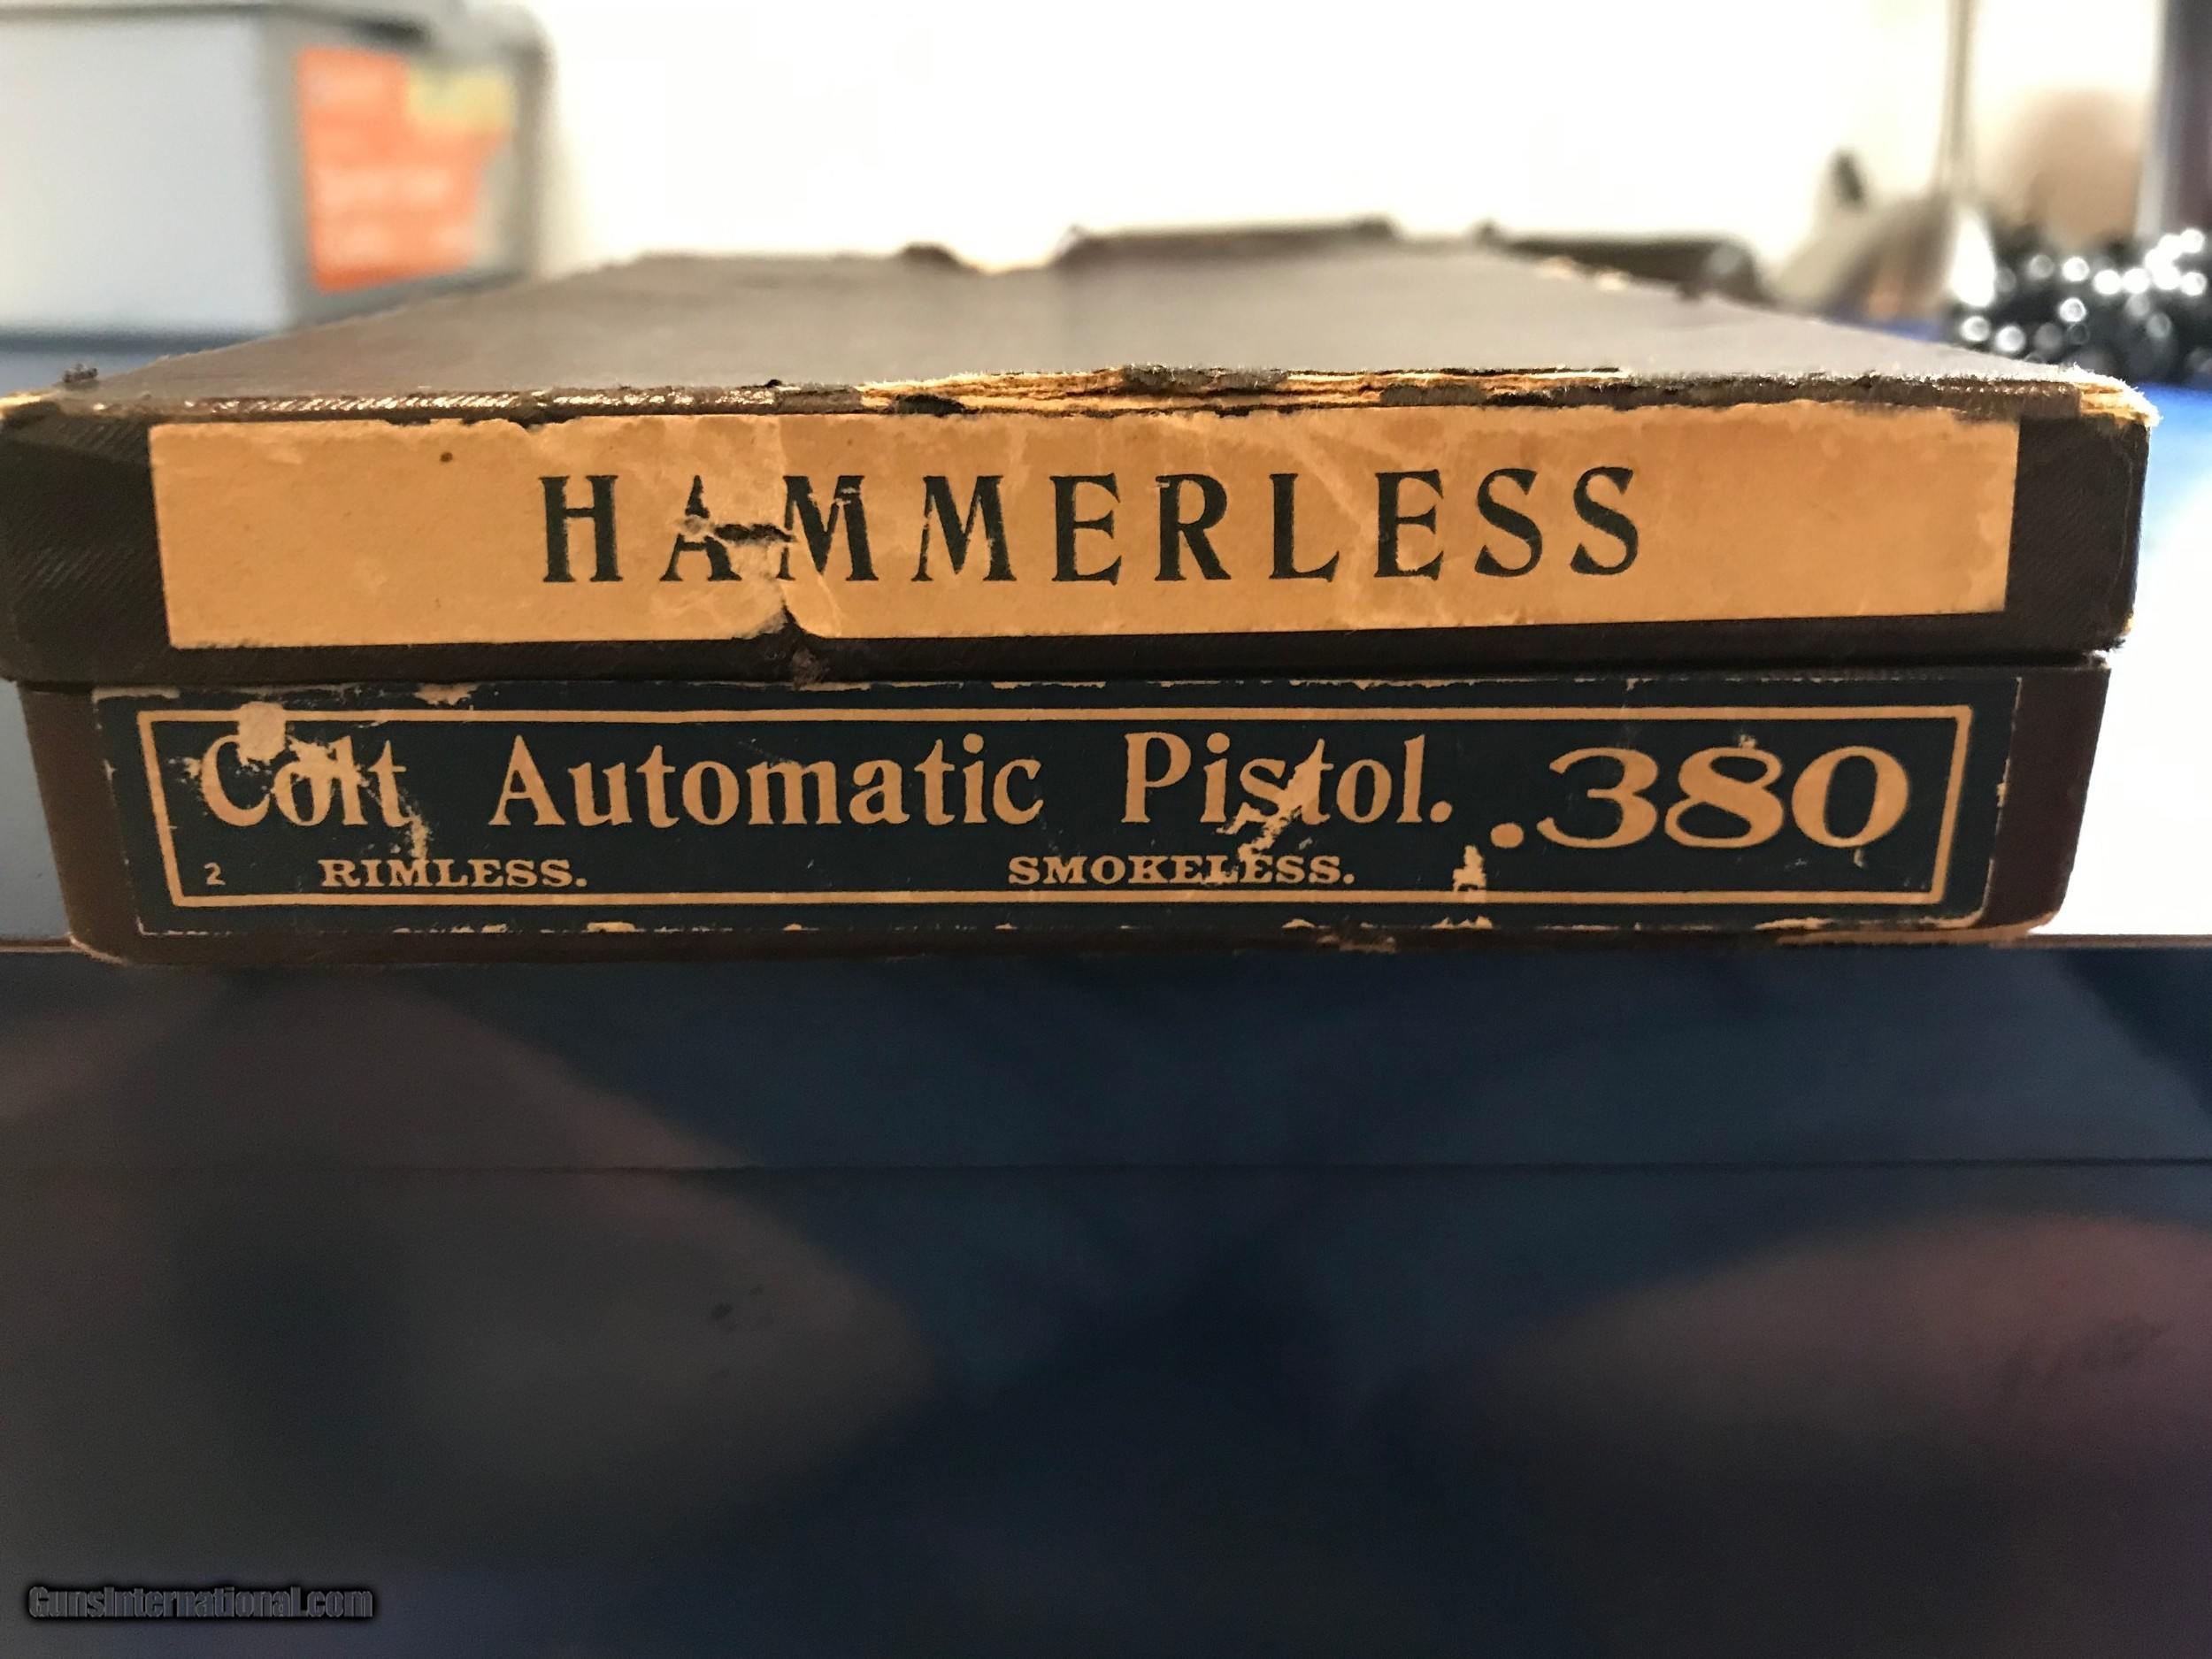 HAMMERLESS
Colt Automatic Pistol. .380
2 RIMLESS. SMOKELESS.
GunsInternational.com